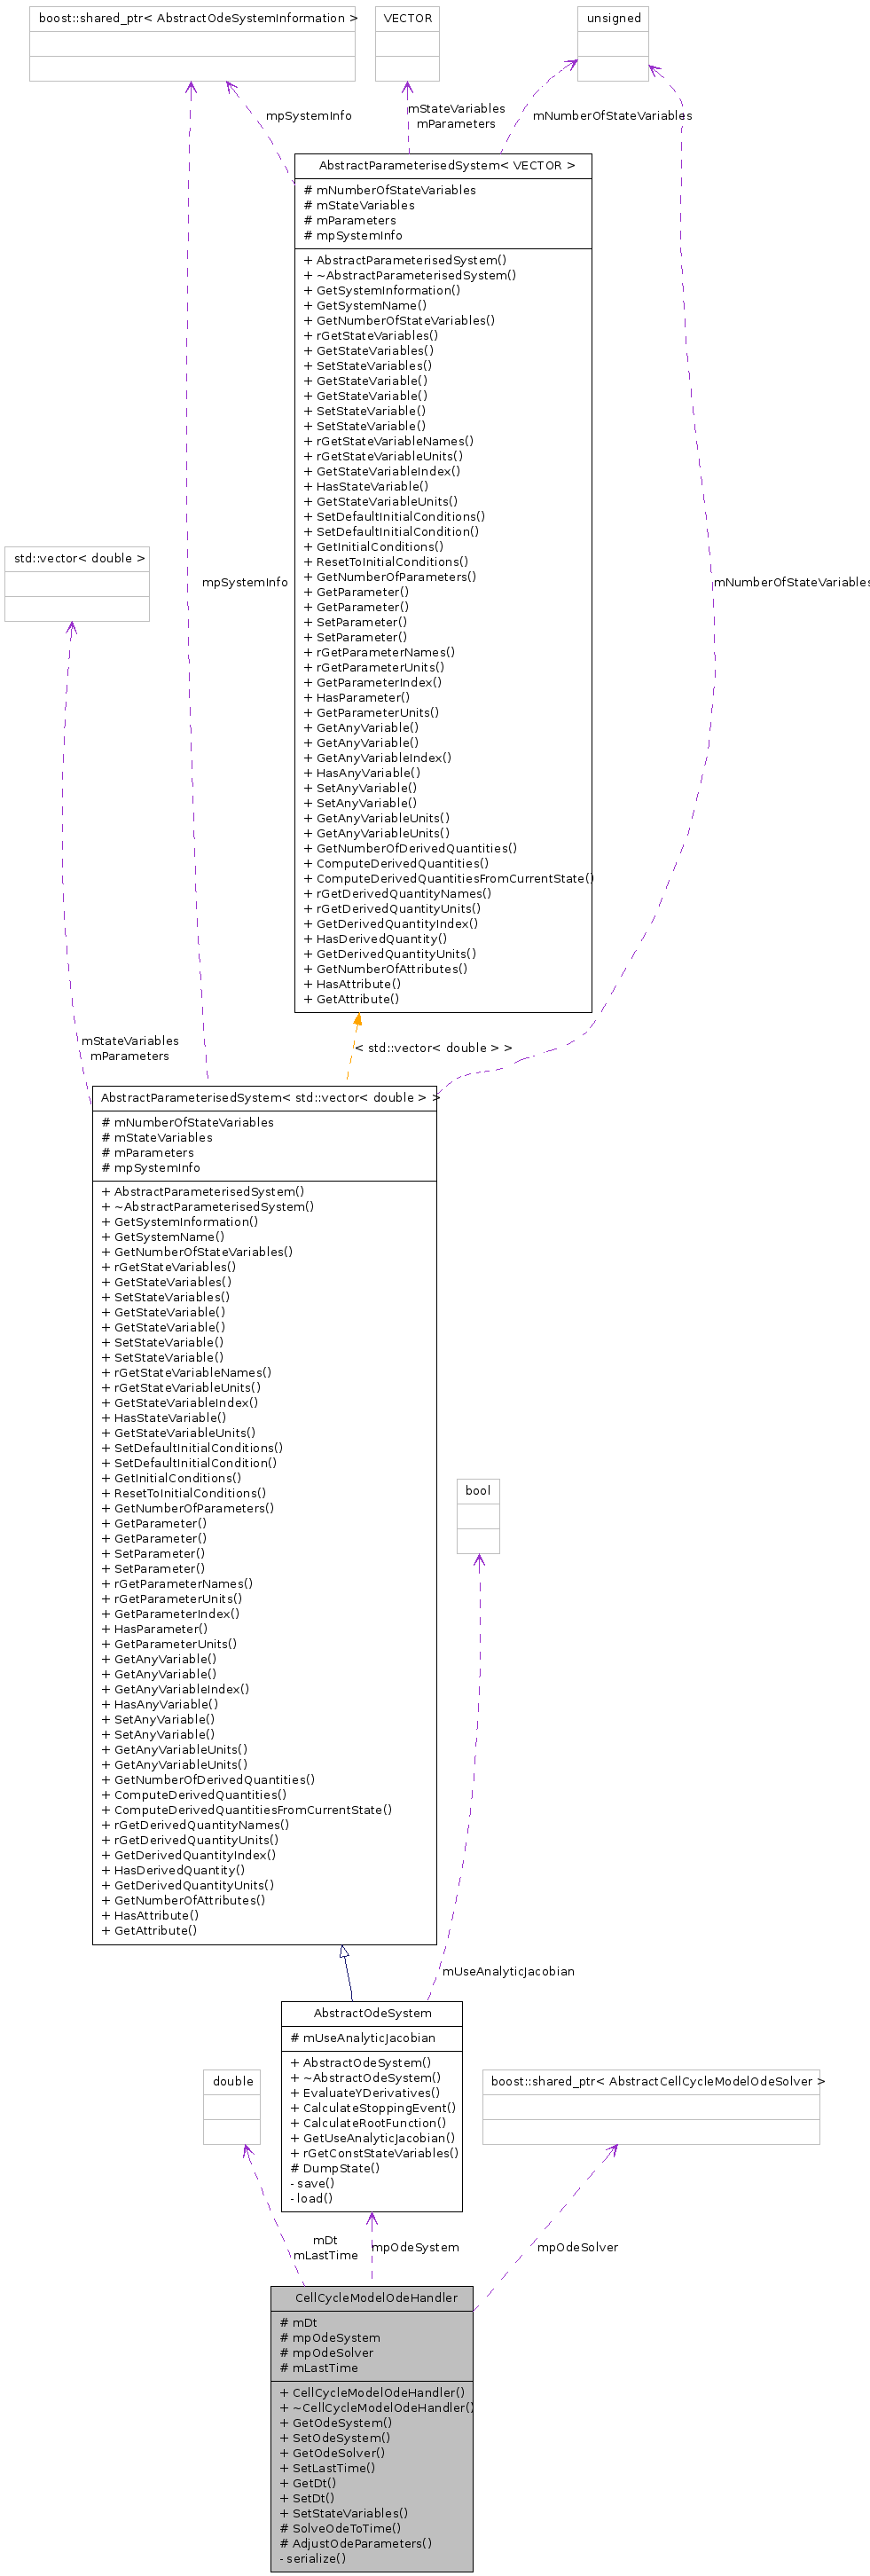 boost::shared_ptr< AbstractOdeSystemInformation >
VECTOR
unsigned
mpSystemInfo
mStateVariables
mParameters
mNumberOfStateVariables
AbstractParameterisedSystem< VECTOR >
# mNumberOfStateVariables
# mStateVariables
# mParameters
# mpSystemInfo
+ AbstractParameterisedSystem()
+ ~AbstractParameterisedSystem()
+ GetSystemInformation()
+ GetSystemName()
+ GetNumberOfStateVariables()
+ rGetStateVariables()
+ GetStateVariables()
+ SetStateVariables()
+ GetStateVariable()
+ GetStateVariable()
+ SetStateVariable()
+ SetStateVariable()
+ rGetStateVariableNames()
+ rGetStateVariableUnits()
+ GetStateVariableIndex()
+ HasStateVariable()
+ GetStateVariableUnits()
+ SetDefaultInitialConditions()
+ SetDefaultInitialCondition()
+ GetInitialConditions()
+ ResetToInitialConditions()
+ GetNumberOfParameters()
+ GetParameter()
+ GetParameter()
+ SetParameter()
+ SetParameter()
+ rGetParameterNames()
+ rGetParameterUnits()
+ GetParameterIndex()
+ HasParameter()
+ GetParameterUnits()
+ GetAnyVariable()
+ GetAnyVariable()
+ GetAnyVariableIndex()
+ HasAnyVariable()
+ SetAnyVariable()
+ SetAnyVariable()
+ GetAnyVariableUnits()
+ GetAnyVariableUnits()
+ GetNumberOfDerivedQuantities()
+ ComputeDerivedQuantities()
+ ComputeDerivedQuantitiesFromCurrentState()
+ rGetDerivedQuantityNames()
+ rGetDerivedQuantityUnits()
+ GetDerivedQuantityIndex()
+ HasDerivedQuantity()
+ GetDerivedQuantityUnits()
+ GetNumberOfAttributes()
+ HasAttribute()
+ GetAttribute()
std::vector< double >
mpSystemInfo
mNumberOfStateVariables
mStateVariables
mParameters
< std::vector< double > >
AbstractParameterisedSystem< std::vector< double > >
# mNumberOfStateVariables
# mStateVariables
# mParameters
# mpSystemInfo
+ AbstractParameterisedSystem()
+ ~AbstractParameterisedSystem()
+ GetSystemInformation()
+ GetSystemName()
+ GetNumberOfStateVariables()
+ rGetStateVariables()
+ GetStateVariables()
+ SetStateVariables()
+ GetStateVariable()
+ GetStateVariable()
+ SetStateVariable()
+ SetStateVariable()
+ rGetStateVariableNames()
+ rGetStateVariableUnits()
+ GetStateVariableIndex()
+ HasStateVariable()
+ GetStateVariableUnits()
+ SetDefaultInitialConditions()
+ SetDefaultInitialCondition()
+ GetInitialConditions()
+ ResetToInitialConditions()
+ GetNumberOfParameters()
+ GetParameter()
+ GetParameter()
+ SetParameter()
+ SetParameter()
+ rGetParameterNames()
+ rGetParameterUnits()
+ GetParameterIndex()
+ HasParameter()
+ GetParameterUnits()
+ GetAnyVariable()
+ GetAnyVariable()
+ GetAnyVariableIndex()
+ HasAnyVariable()
+ SetAnyVariable()
+ SetAnyVariable()
+ GetAnyVariableUnits()
+ GetAnyVariableUnits()
+ GetNumberOfDerivedQuantities()
+ ComputeDerivedQuantities()
+ ComputeDerivedQuantitiesFromCurrentState()
+ rGetDerivedQuantityNames()
+ rGetDerivedQuantityUnits()
+ GetDerivedQuantityIndex()
+ HasDerivedQuantity()
+ GetDerivedQuantityUnits()
+ GetNumberOfAttributes()
+ HasAttribute()
+ GetAttribute()
bool
mUseAnalyticJacobian
AbstractOdeSystem
# mUseAnalyticJacobian
+ AbstractOdeSystem()
+ ~AbstractOdeSystem()
+ EvaluateYDerivatives()
+ CalculateStoppingEvent()
+ CalculateRootFunction()
+ GetUseAnalyticJacobian()
+ rGetConstStateVariables()
# DumpState()
- save()
- load()
double
boost::shared_ptr< AbstractCellCycleModelOdeSolver >
mDt
mLastTime
mpOdeSystem
mpOdeSolver
CellCycleModelOdeHandler
# mDt
# mpOdeSystem
# mpOdeSolver
# mLastTime
+ CellCycleModelOdeHandler()
+ ~CellCycleModelOdeHandler()
+ GetOdeSystem()
+ SetOdeSystem()
+ GetOdeSolver()
+ SetLastTime()
+ GetDt()
+ SetDt()
+ SetStateVariables()
# SolveOdeToTime()
# AdjustOdeParameters()
- serialize()